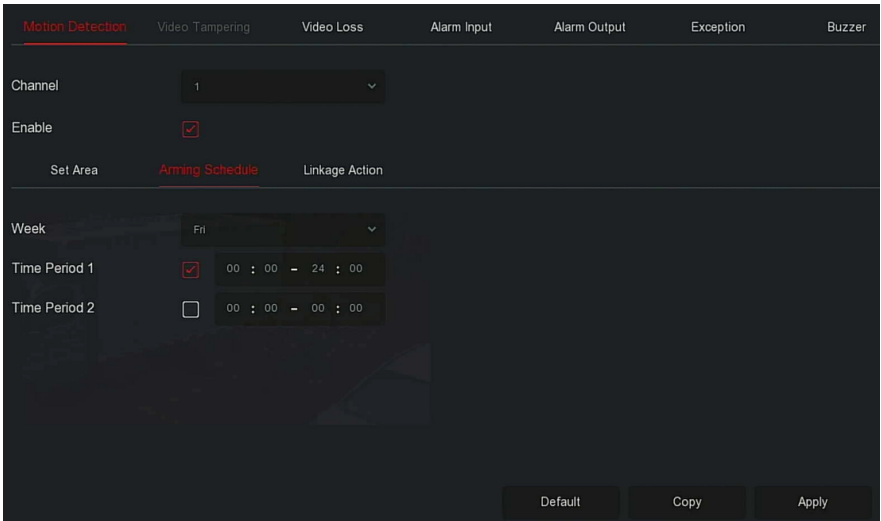 Motion Detection Video Tampering Video Loss Alarm Input Alarm Output Exception Buzzer
Channel 1
Enable
Set Area Arming Schedule Linkage Action
Week Fri
Time Period 1 00 : 00 - 24 : 00
Time Period 2 00 : 00 - 00 : 00
Default Copy Apply